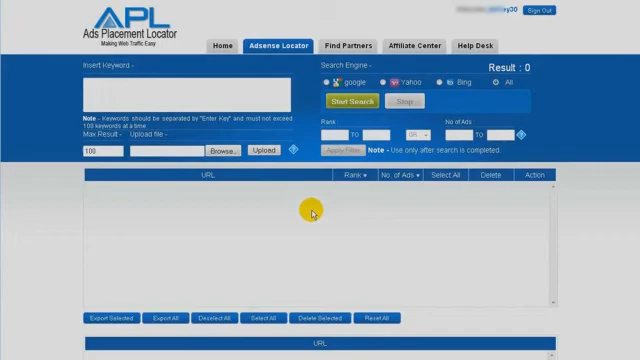 Sign Out
APL
Ads Placement Locator
Making Web Traffic Easy
Home
Adsense Locator
Find Partners
Affiliate Center
Help Desk
Insert Keyword -
Search Engine -
Result : 0
google
Yahoo
Bing
All
Start Search
Stop
Note - Keywords should be separated by "Enter Key" and must not exceed
100 keywords at a time
Max Result - Upload file -
100
Browse...
Upload
Rank :
No of Ads :
TO
OR
TO
Apply Filter
Note - Use only after search is completed.
URL
Rank
No. of Ads
Select All
Delete
Action
Export Selected
Export All
Deselect All
Select All
Delete Selected
Reset All
URL